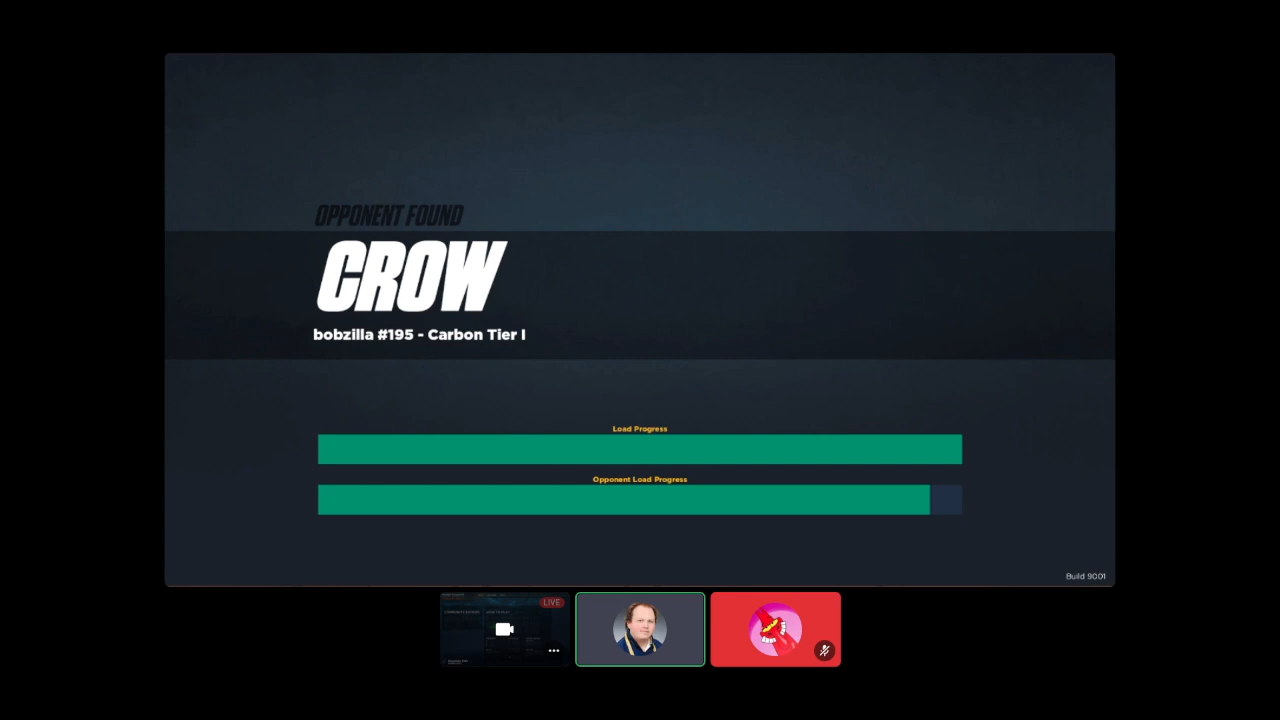 OPPONENT FOUND
CROW
bobzilla #195 - Carbon Tier I
Load Progress
Opponent Load Progress
Build 9001
LIVE